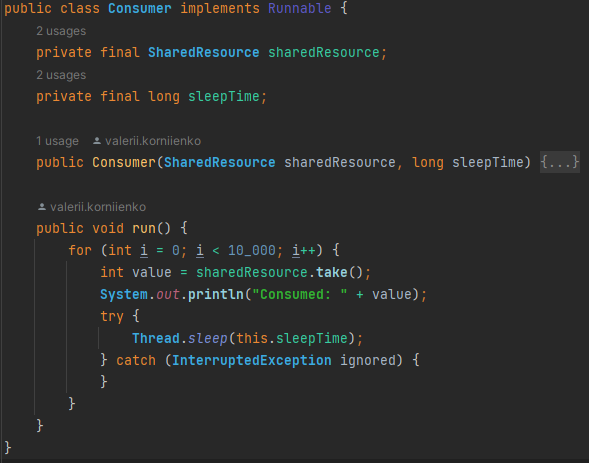 public class Consumer implements Runnable {
2 usages
private final SharedResource sharedResource;
2 usages
private final long sleepTime;
1 usage valerii.korniienko
public Consumer(SharedResource sharedResource, long sleepTime) {...}
valerii.korniienko
public void run() {
for (int i = 0; i < 10_000; i++) {
int value = sharedResource.take();
System.out.println("Consumed: " + value);
try {
Thread.sleep(this.sleepTime);
} catch (InterruptedException ignored) {
}
}
}
}